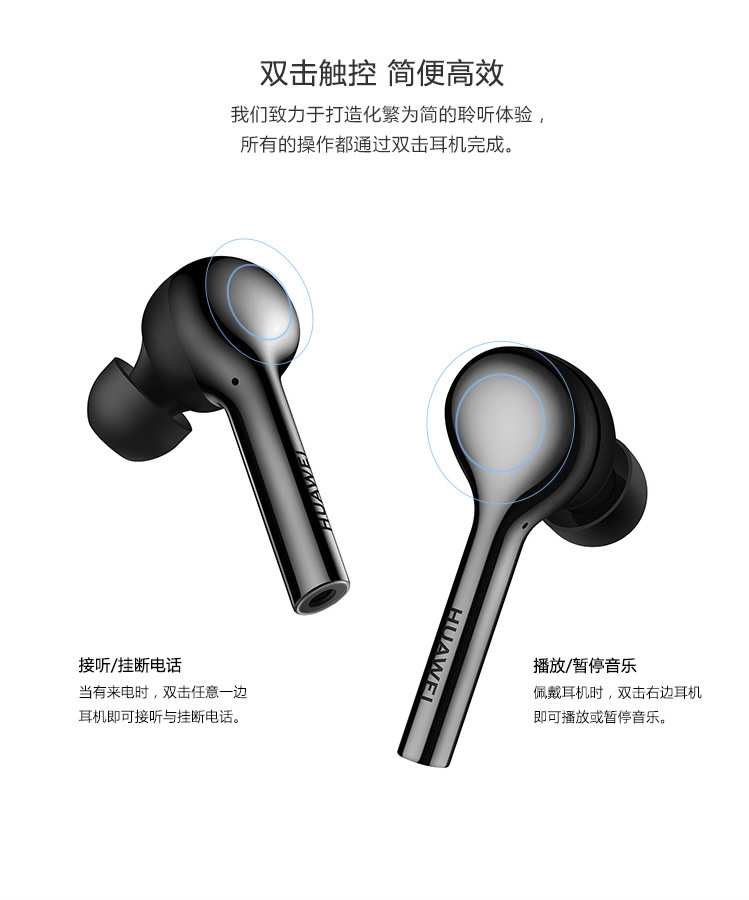 双击触控 简便高效
我们致力于打造化繁为简的聆听体验，
所有的操作都通过双击耳机完成。
HUAWEI
HUAWEI
接听/挂断电话
当有来电时，双击任意一边
耳机即可接听与挂断电话。
播放/暂停音乐
佩戴耳机时，双击右边耳机
即可播放或暂停音乐。